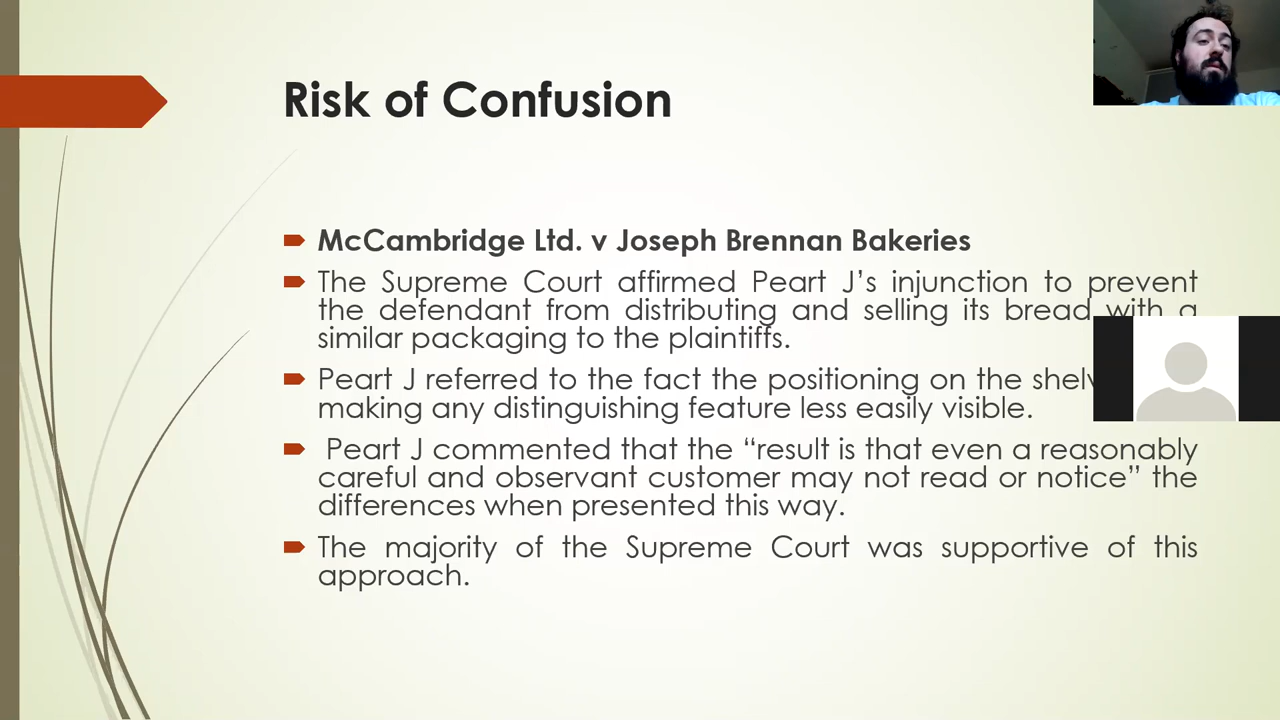 Risk of Confusion
McCambridge Ltd. v Joseph Brennan Bakeries
The Supreme Court affirmed Peart J’s injunction to prevent
the defendant from distributing and selling its bread with a
similar packaging to the plaintiffs.
Peart J referred to the fact the positioning on the
making any distinguishing feature less easily visible.
Peart J commented that the “result is that even a reasonably
careful and observant customer may not read or notice” the
differences when presented this way.
The majority of the Supreme Court was supportive of this
approach.